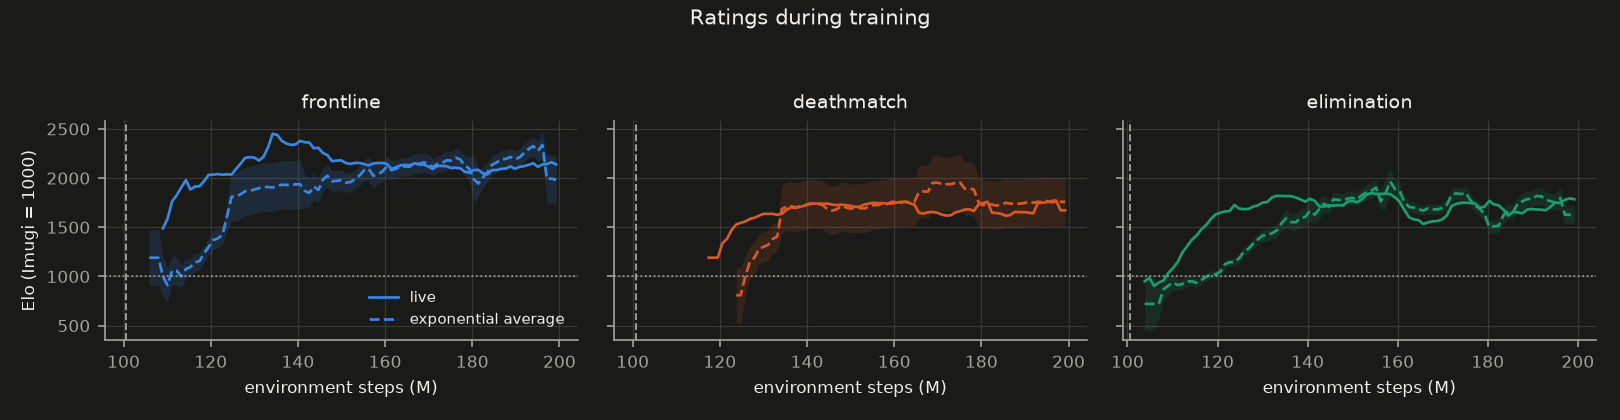 Ratings during training
frontline
deathmatch
elimination
Elo (Imugi = 1000)
2500
2000
1500
1000
500
live
exponential average
100 120 140 160 180 200
100 120 140 160 180 200
100 120 140 160 180 200
environment steps (M)
environment steps (M)
environment steps (M)